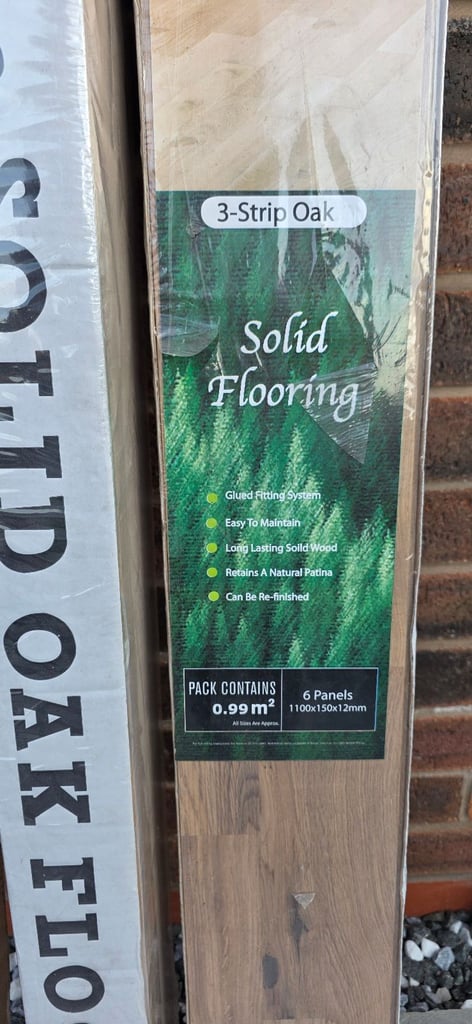 SOLID OAK FLO
3-Strip Oak
Solid
Flooring
Glued Fitting System
Easy To Maintain
Long Lasting Soild Wood
Retains A Natural Patina
Can Be Re-finished
PACK CONTAINS
0.99 m²
All Sizes Are Approx.
6 Panels
1100x150x12mm